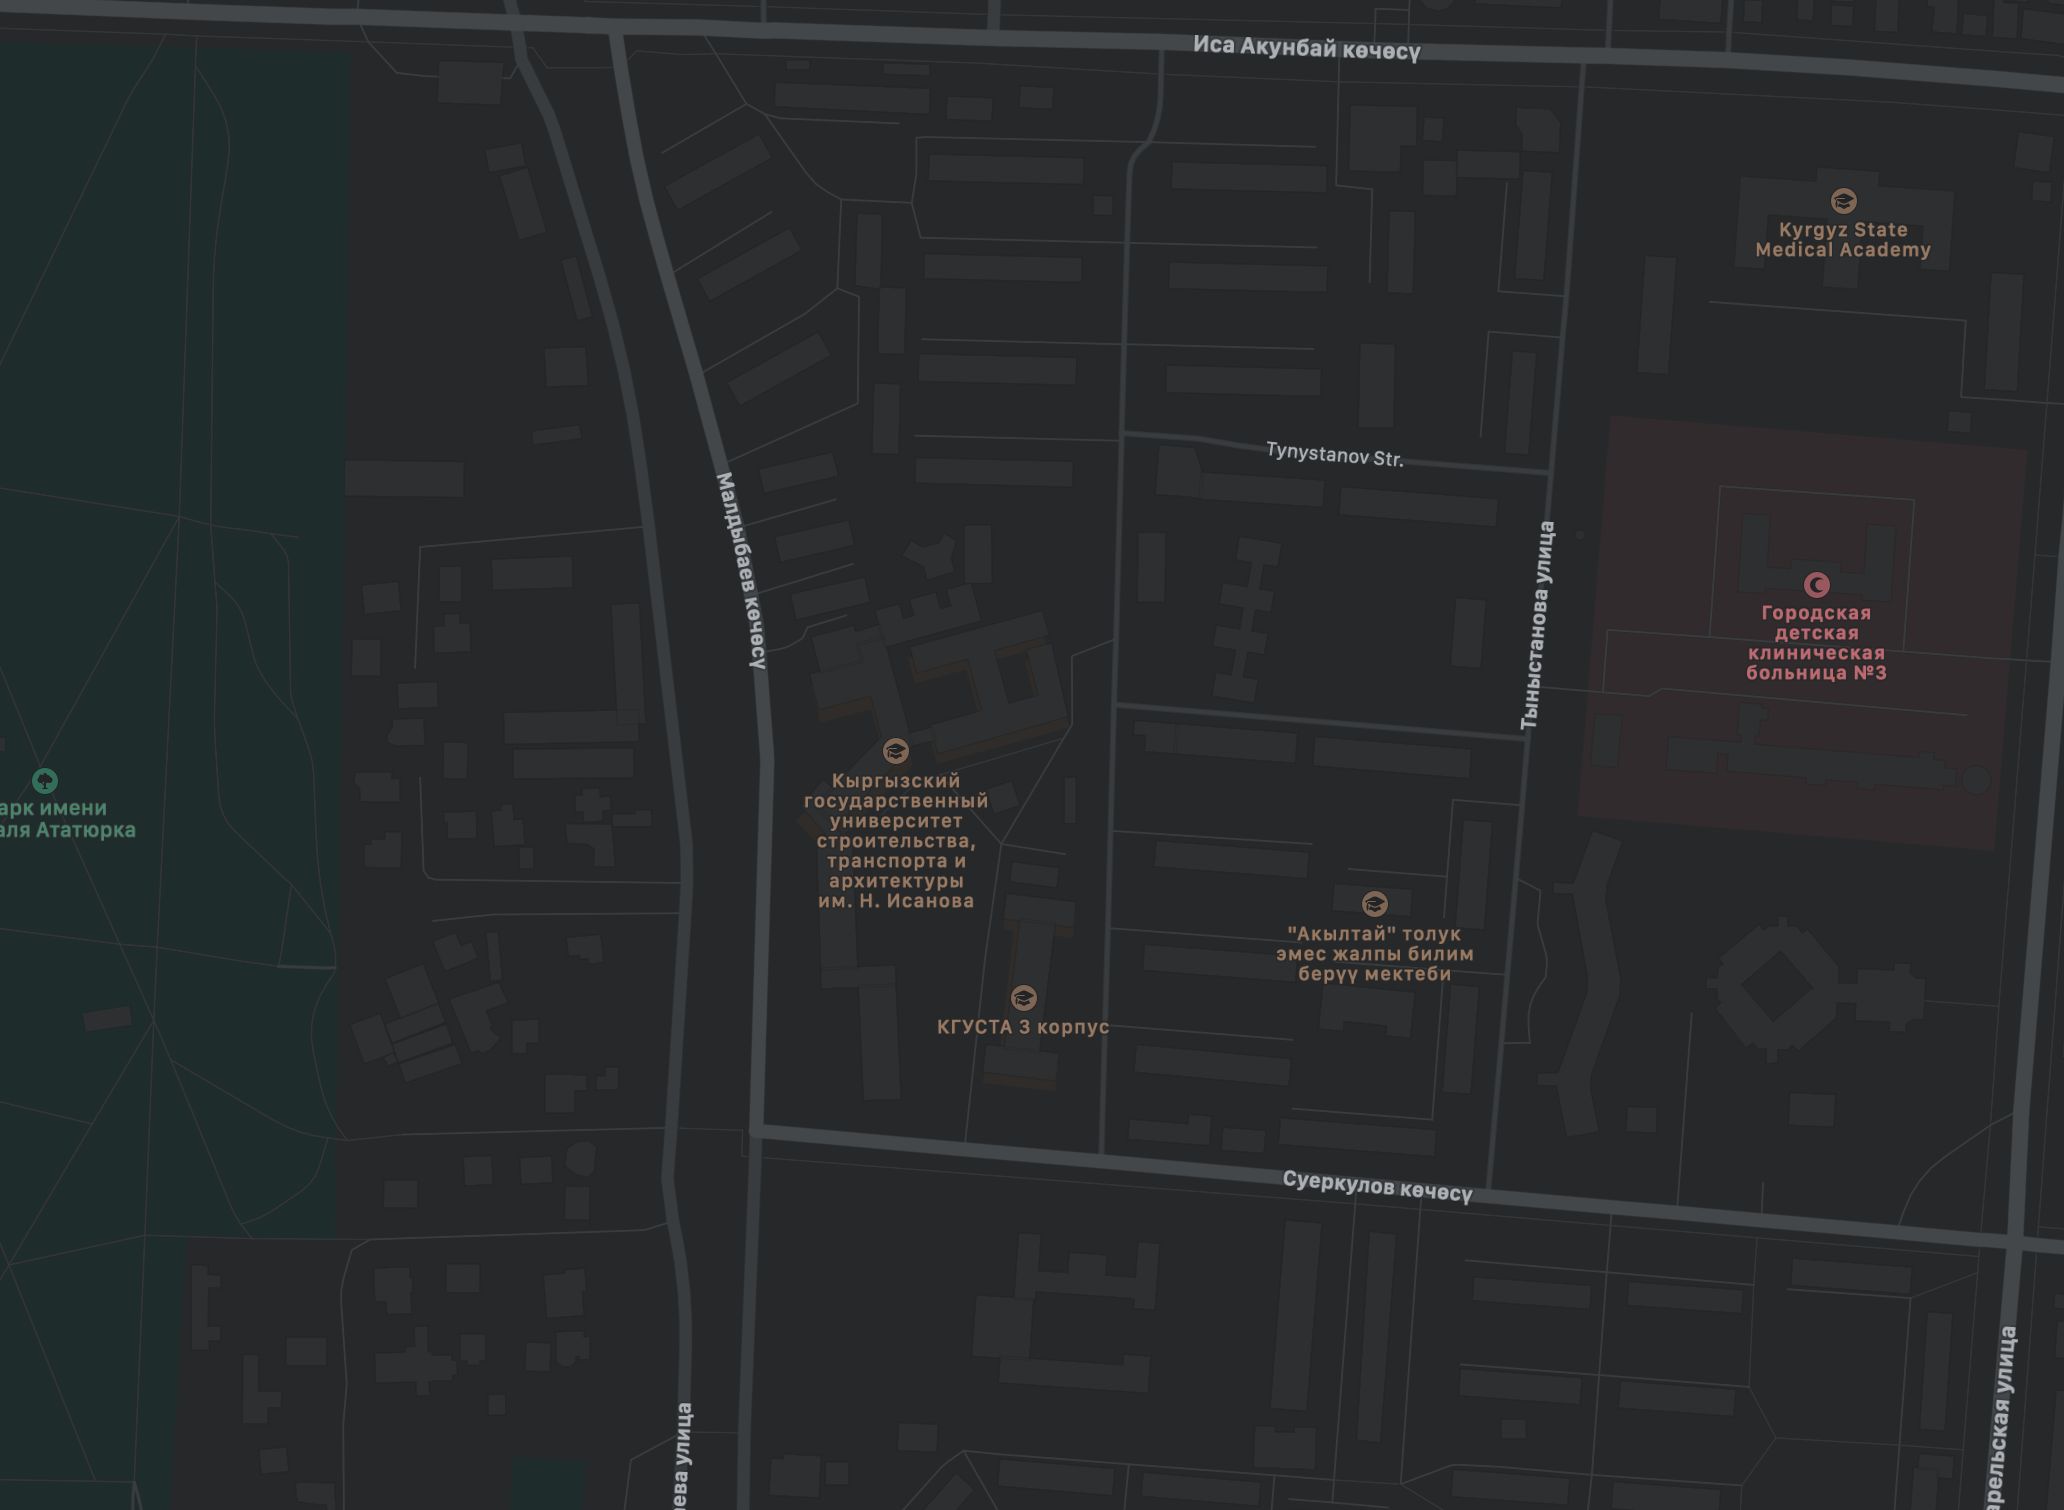 Иса Акунбай көчөсү
Kyrgyz State
Medical Academy
Tynystanov Str.
Малдыбаев көчөсү
Тыныстанова улица
Городская
детская
клиническая
больница №3
арк имени
аля Ататюрка
Кыргызский
государственный
университет
строительства,
транспорта и
архитектуры
им. Н. Исанова
"Акылтай" толук
эмес жалпы билим
берүү мектеби
КГУСТА 3 корпус
Суеркулов көчөсү
арельская улица
ева улица